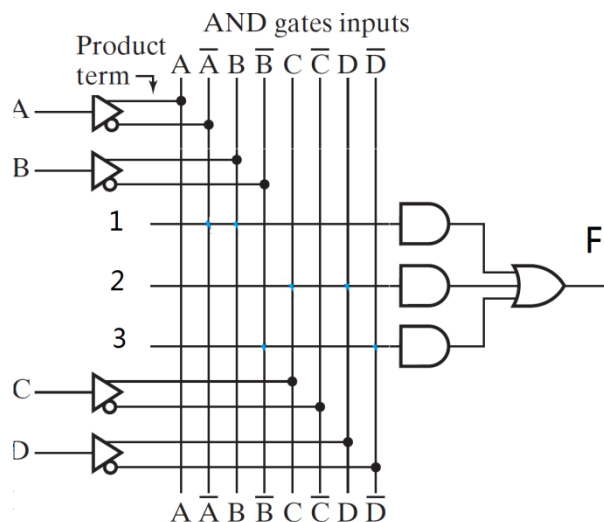 AND gates inputs
Product
term
A A̅ B B̅ C C̅ D D̅
A
B
1
F
2
3
C
D
A A̅ B B̅ C C̅ D D̅